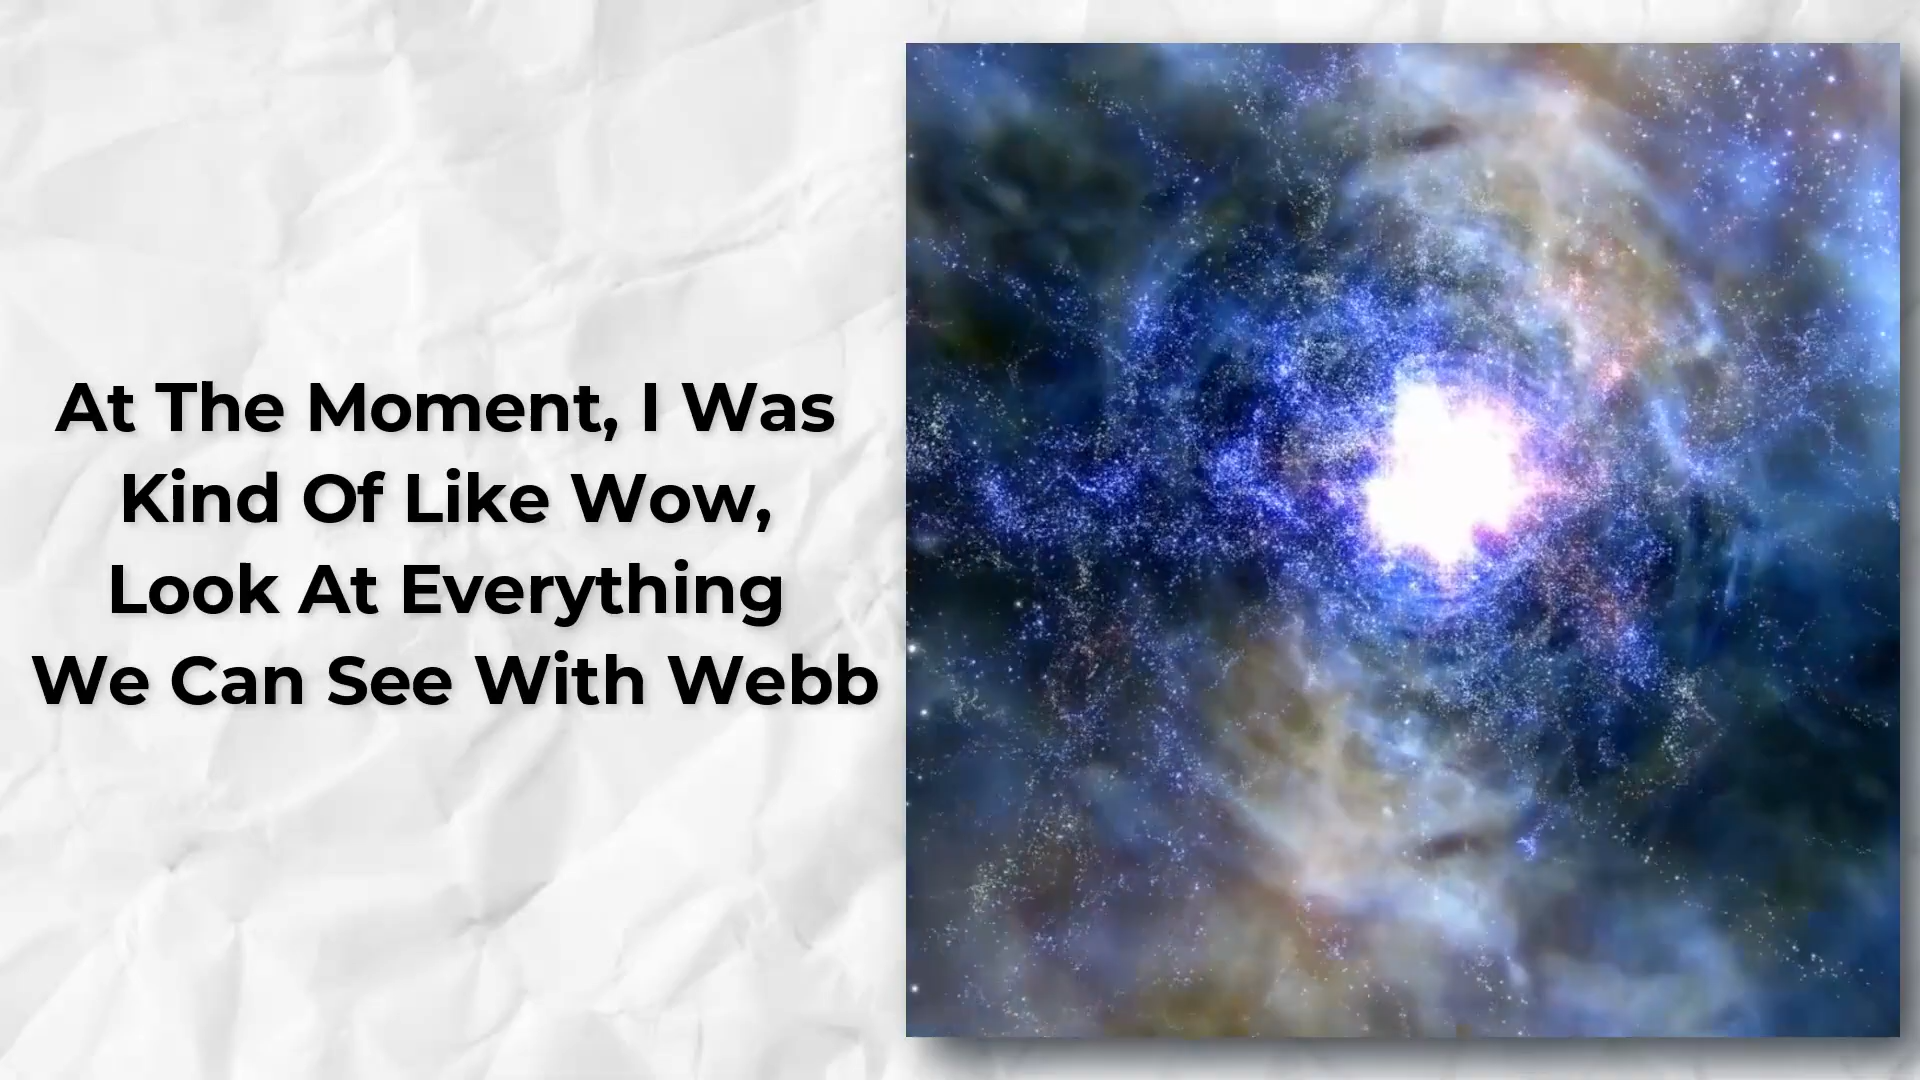 At The Moment, I Was
Kind Of Like Wow,
Look At Everything
We Can See With Webb